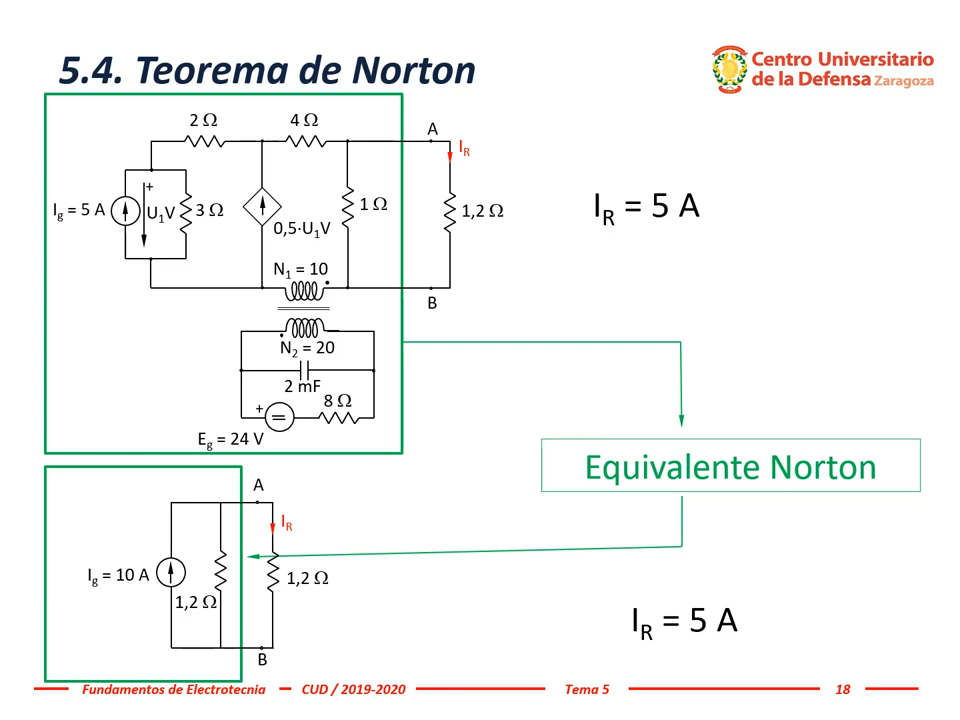 5.4. Teorema de Norton
Centro Universitario
de la Defensa Zaragoza
2 Ω
4 Ω
A
I_R
I_g = 5 A
+
U_1V
3 Ω
0,5·U_1V
1 Ω
1,2 Ω
I_R = 5 A
N_1 = 10
B
N_2 = 20
2 mF
8 Ω
+
=
E_g = 24 V
Equivalente Norton
A
I_R
I_g = 10 A
1,2 Ω
1,2 Ω
I_R = 5 A
B
Fundamentos de Electrotecnia
CUD / 2019-2020
Tema 5
18